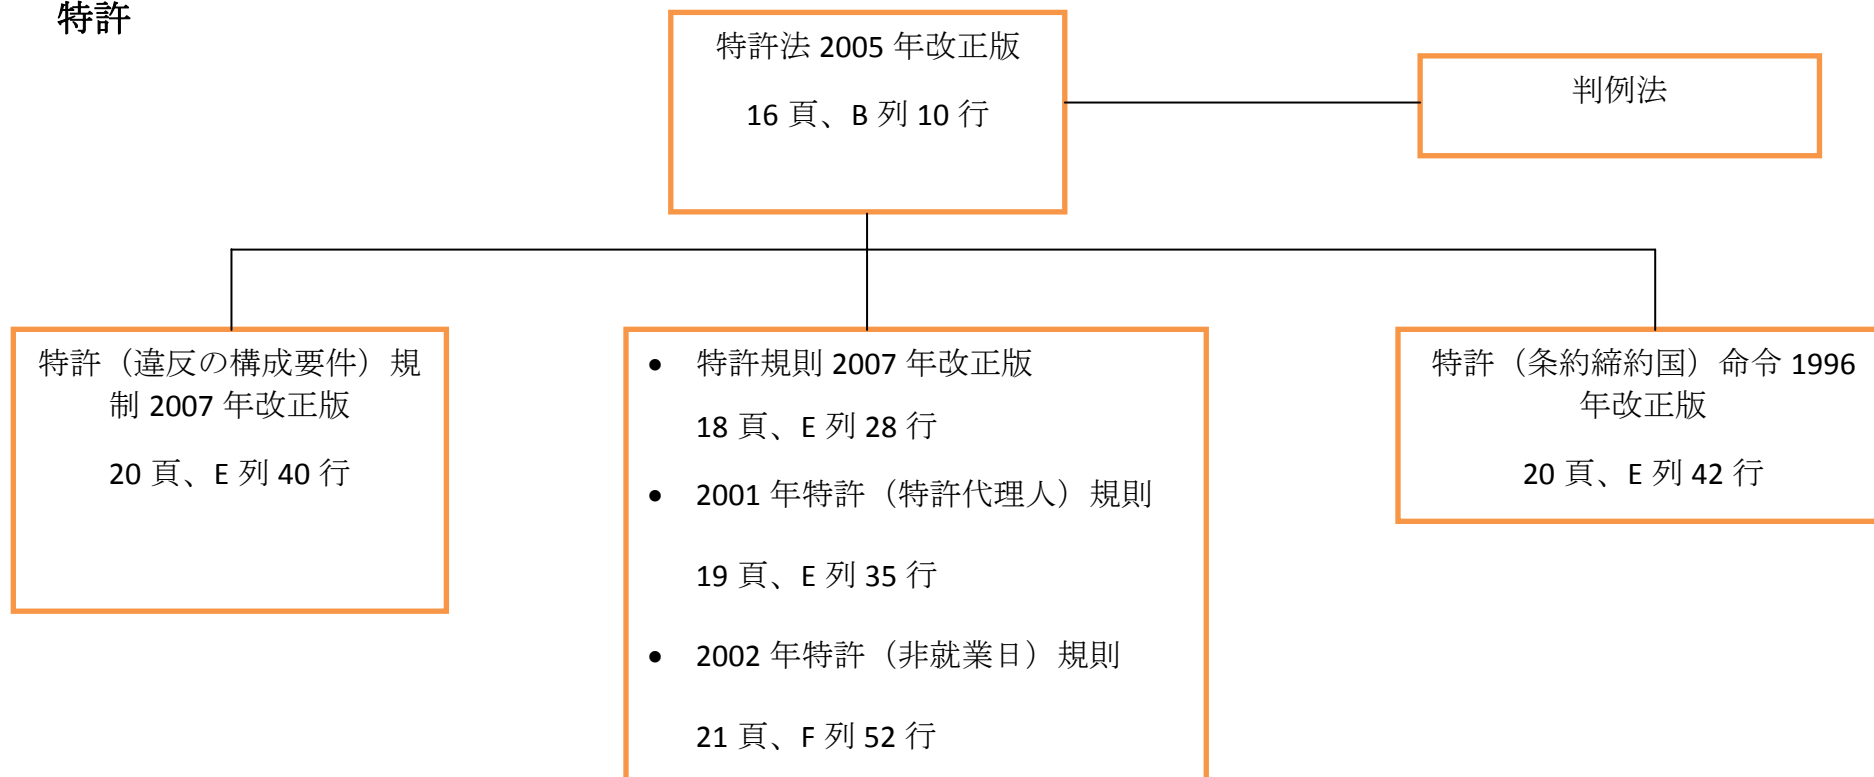 特許
特許法 2005 年改正版
16 頁、B 列 10 行
判例法
特許（違反の構成要件）規
制 2007 年改正版
20 頁、E 列 40 行
• 特許規則 2007 年改正版
18 頁、E 列 28 行
• 2001 年特許（特許代理人）規則
19 頁、E 列 35 行
• 2002 年特許（非就業日）規則
21 頁、F 列 52 行
特許（条約締約国）命令 1996
年改正版
20 頁、E 列 42 行